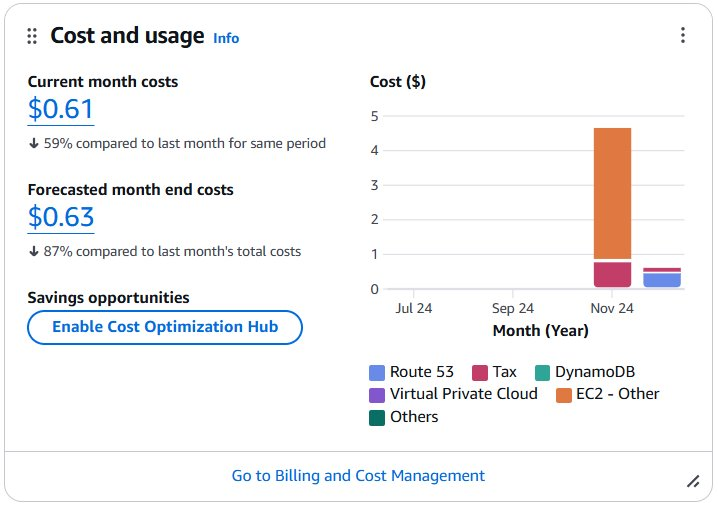 Cost and usage Info
Current month costs
$0.61
↓ 59% compared to last month for same period
Forecasted month end costs
$0.63
↓ 87% compared to last month's total costs
Savings opportunities
Enable Cost Optimization Hub
Cost ($)
5
4
3
2
1
0
Jul 24 Sep 24 Nov 24
Month (Year)
Route 53 Tax DynamoDB
Virtual Private Cloud EC2 - Other
Others
Go to Billing and Cost Management